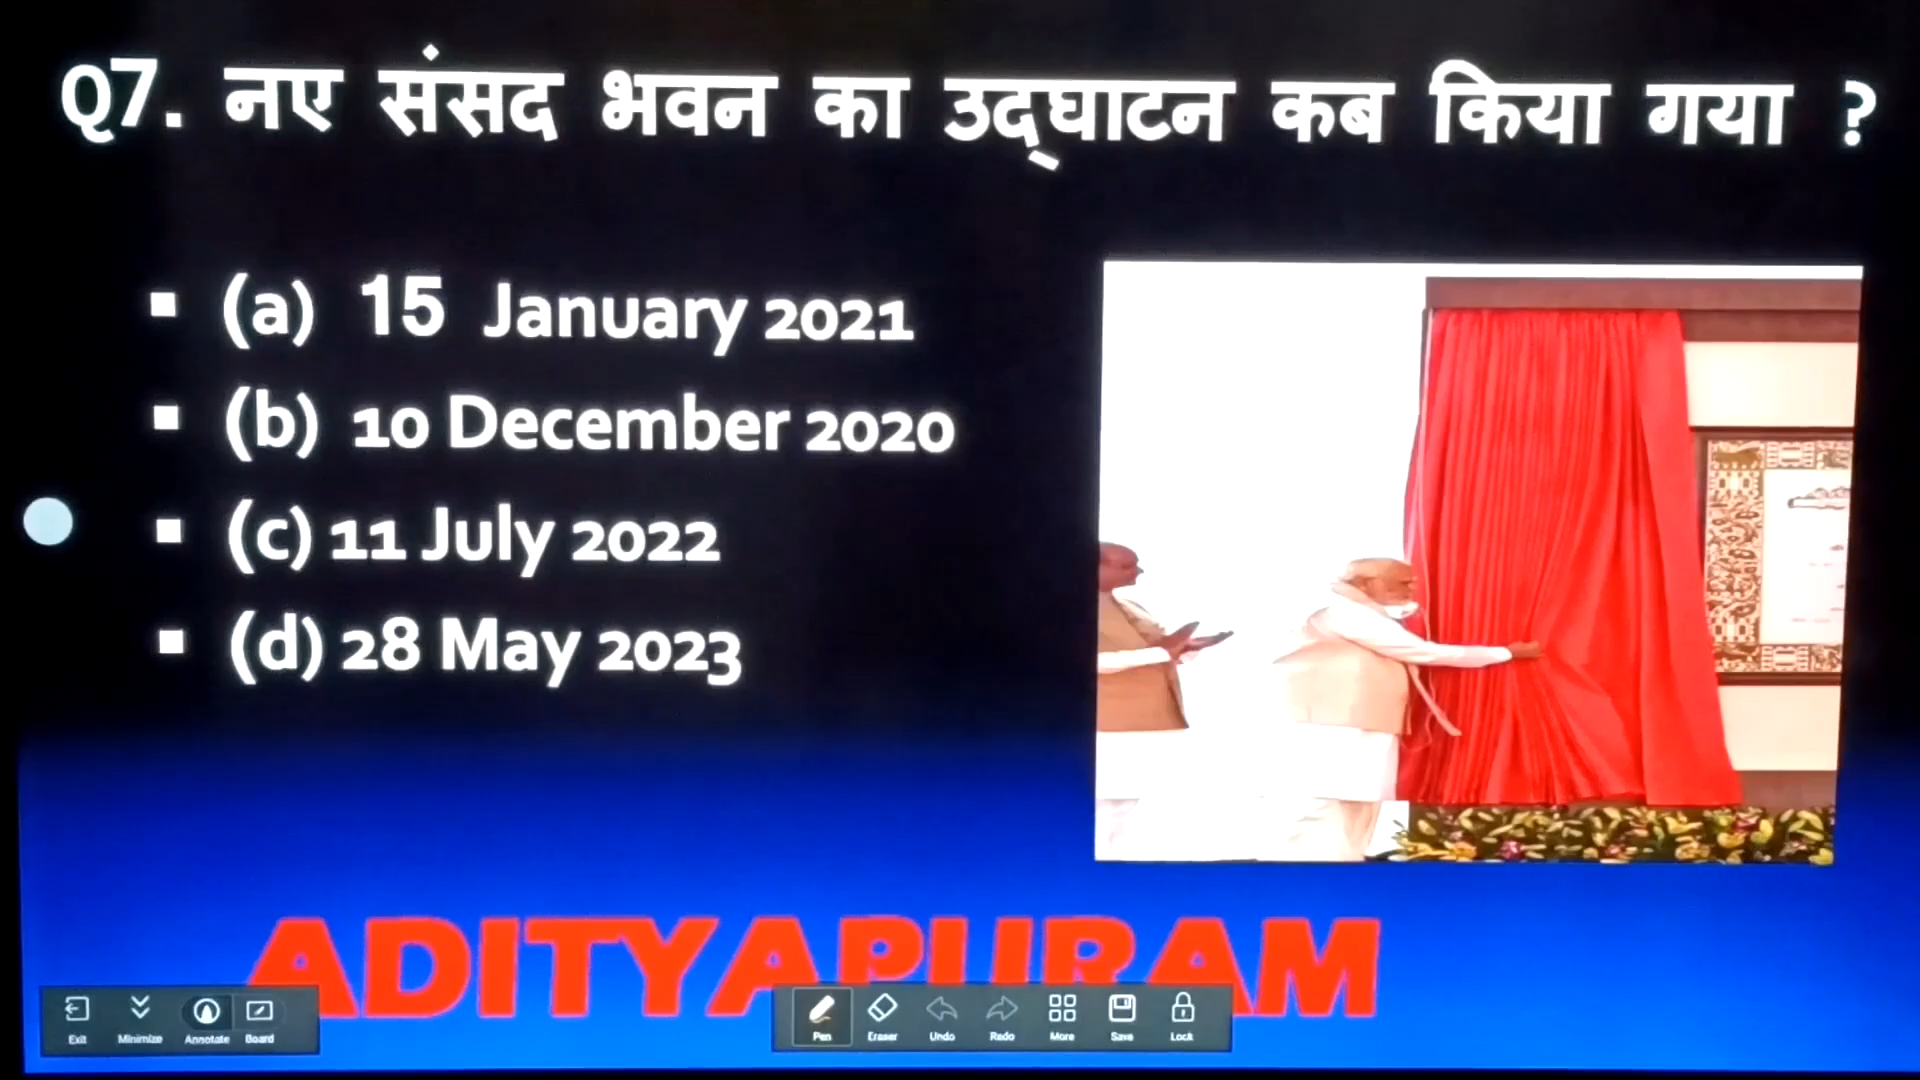 Q7. नए संसद भवन का उद्घाटन कब किया गया ?
▪ (a) 15 January 2021
▪ (b) 10 December 2020
▪ (c) 11 July 2022
▪ (d) 28 May 2023
ADITYAPURAM
Exit Minimize Annotate Board Pen Eraser Undo Redo More Save Lock